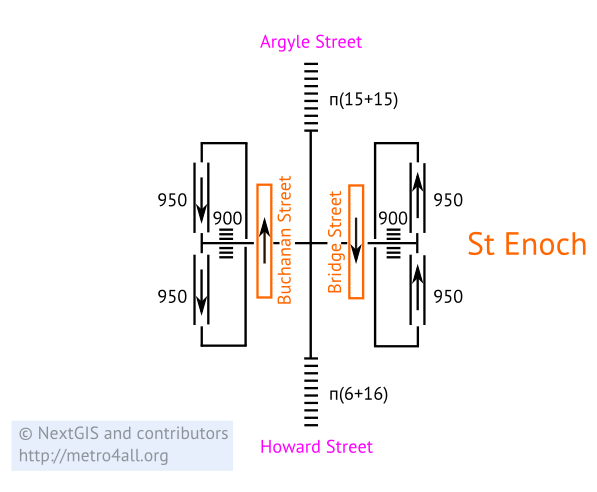 Argyle Street
п(15+15)
950
900
Buchanan Street
Bridge Street
900
950
St Enoch
950
950
п(6+16)
© NextGIS and contributors
http://metro4all.org
Howard Street